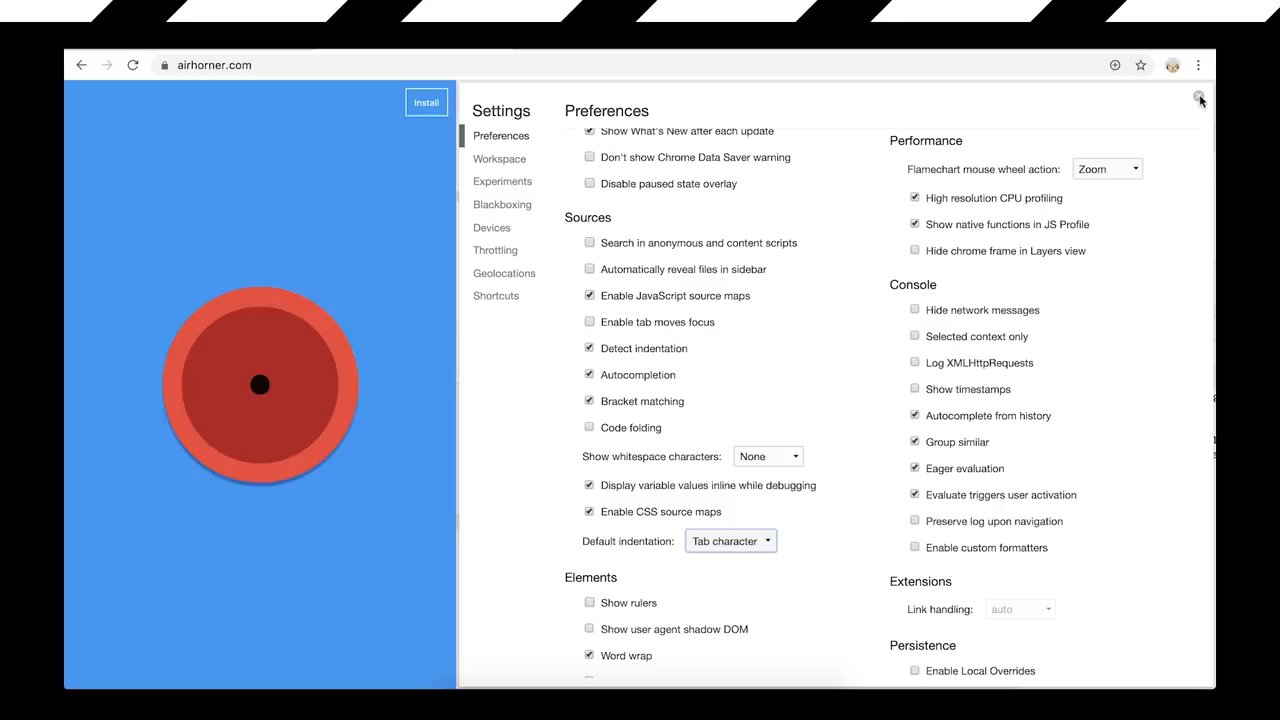 airhorner.com
Install
Settings
Preferences
Workspace
Experiments
Blackboxing
Devices
Throttling
Geolocations
Shortcuts
Preferences
Show What's New after each update
Don't show Chrome Data Saver warning
Disable paused state overlay
Sources
Search in anonymous and content scripts
Automatically reveal files in sidebar
Enable JavaScript source maps
Enable tab moves focus
Detect indentation
Autocompletion
Bracket matching
Code folding
Show whitespace characters: None
Display variable values inline while debugging
Enable CSS source maps
Default indentation: Tab character
Elements
Show rulers
Show user agent shadow DOM
Word wrap
Performance
Flamechart mouse wheel action: Zoom
High resolution CPU profiling
Show native functions in JS Profile
Hide chrome frame in Layers view
Console
Hide network messages
Selected context only
Log XMLHttpRequests
Show timestamps
Autocomplete from history
Group similar
Eager evaluation
Evaluate triggers user activation
Preserve log upon navigation
Enable custom formatters
Extensions
Link handling: auto
Persistence
Enable Local Overrides